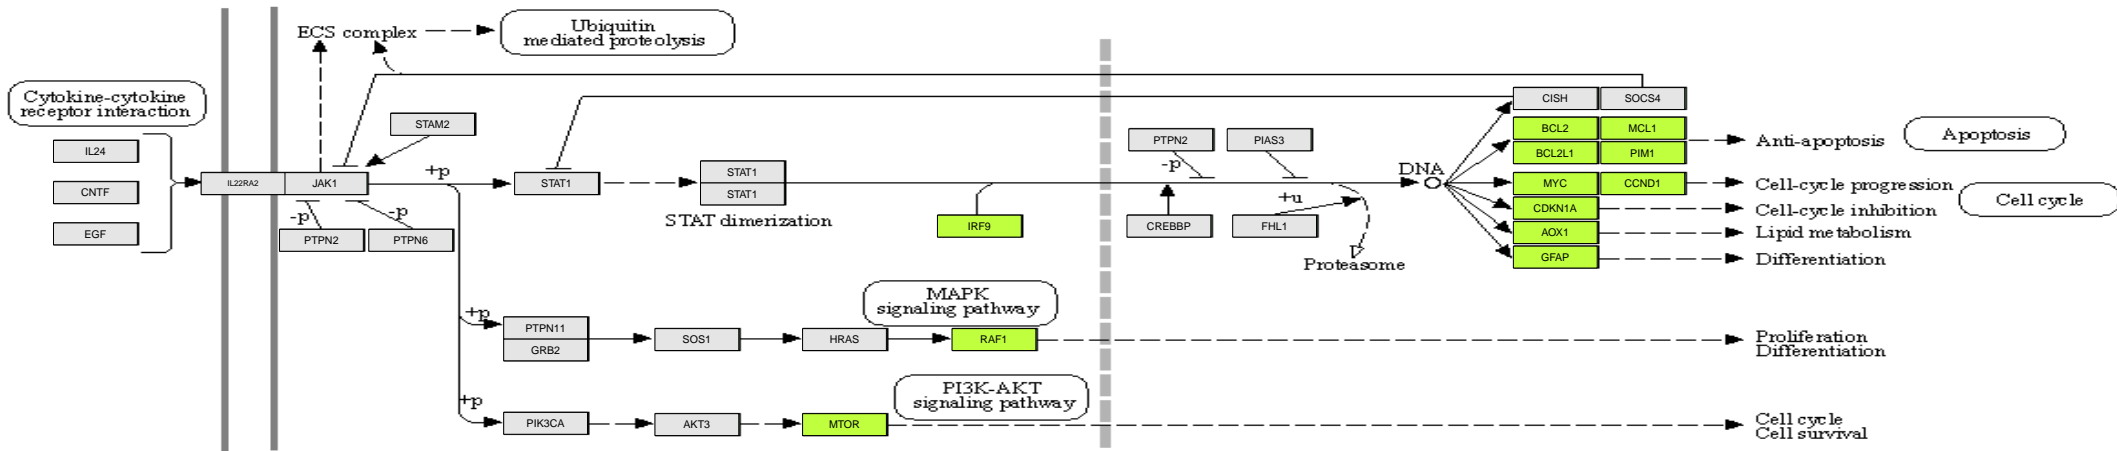 Ubiquitin
mediated proteolysis
ECS complex
Cytokine-cytokine
receptor interaction
IL24
CNTF
EGF
IL22RA2
JAK1
STAM2
+p
-p
-p
PTPN2
PTPN6
STAT1
STAT1
STAT1
STAT dimerization
IRF9
PTPN2
PIAS3
-p
+u
CREBBP
FHL1
Proteasome
DNA
CISH
SOCS4
BCL2
MCL1
BCL2L1
PIM1
MYC
CCND1
CDKN1A
AOX1
GFAP
Anti-apoptosis
Apoptosis
Cell-cycle progression
Cell-cycle inhibition
Cell cycle
Lipid metabolism
Differentiation
MAPK
signaling pathway
+p
PTPN11
GRB2
SOS1
HRAS
RAF1
Proliferation
Differentiation
PI3K-AKT
signaling pathway
+p
PIK3CA
AKT3
MTOR
Cell cycle
Cell survival